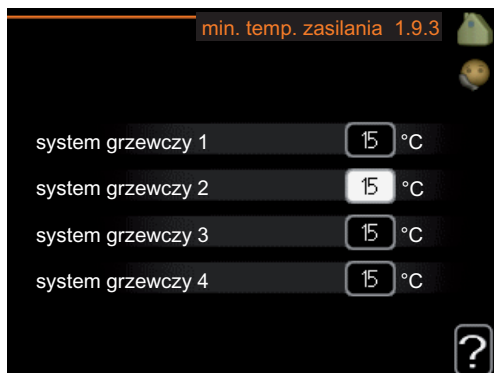 min. temp. zasilania 1.9.3
system grzewczy 1 15 °C
system grzewczy 2 15 °C
system grzewczy 3 15 °C
system grzewczy 4 15 °C
?